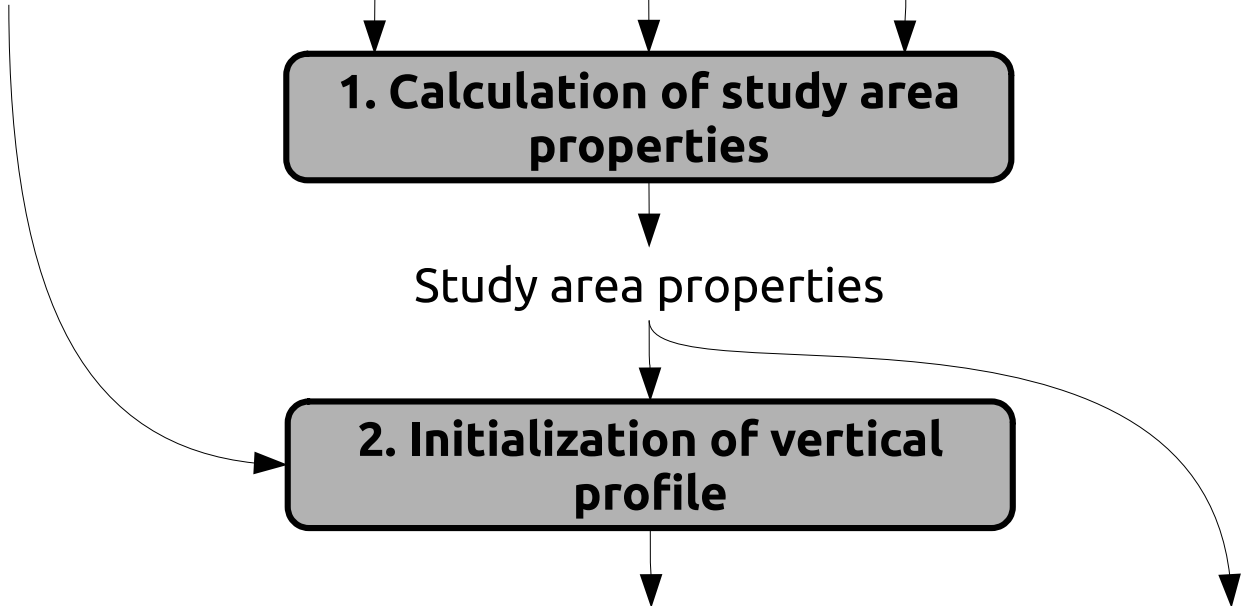 1. Calculation of study area
properties
Study area properties
2. Initialization of vertical
profile